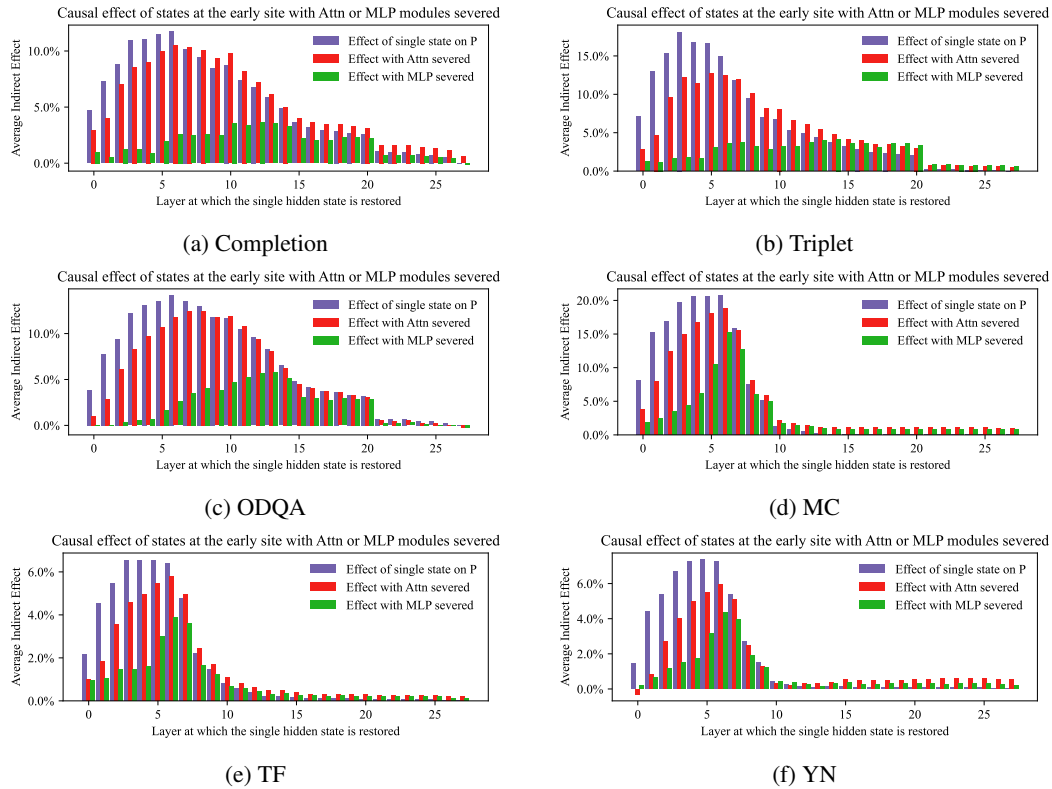 Causal effect of states at the early site with Attn or MLP modules severed
Average Indirect Effect
10.0%
5.0%
0.0%
Effect of single state on P
Effect with Attn severed
Effect with MLP severed
0 5 10 15 20 25
Layer at which the single hidden state is restored
(a) Completion
Causal effect of states at the early site with Attn or MLP modules severed
Average Indirect Effect
15.0%
10.0%
5.0%
0.0%
Effect of single state on P
Effect with Attn severed
Effect with MLP severed
0 5 10 15 20 25
Layer at which the single hidden state is restored
(b) Triplet
Causal effect of states at the early site with Attn or MLP modules severed
Average Indirect Effect
10.0%
5.0%
0.0%
Effect of single state on P
Effect with Attn severed
Effect with MLP severed
0 5 10 15 20 25
Layer at which the single hidden state is restored
(c) ODQA
Causal effect of states at the early site with Attn or MLP modules severed
Average Indirect Effect
20.0%
15.0%
10.0%
5.0%
0.0%
Effect of single state on P
Effect with Attn severed
Effect with MLP severed
0 5 10 15 20 25
Layer at which the single hidden state is restored
(d) MC
Causal effect of states at the early site with Attn or MLP modules severed
Average Indirect Effect
6.0%
4.0%
2.0%
0.0%
Effect of single state on P
Effect with Attn severed
Effect with MLP severed
0 5 10 15 20 25
Layer at which the single hidden state is restored
(e) TF
Causal effect of states at the early site with Attn or MLP modules severed
Average Indirect Effect
6.0%
4.0%
2.0%
0.0%
Effect of single state on P
Effect with Attn severed
Effect with MLP severed
0 5 10 15 20 25
Layer at which the single hidden state is restored
(f) YN